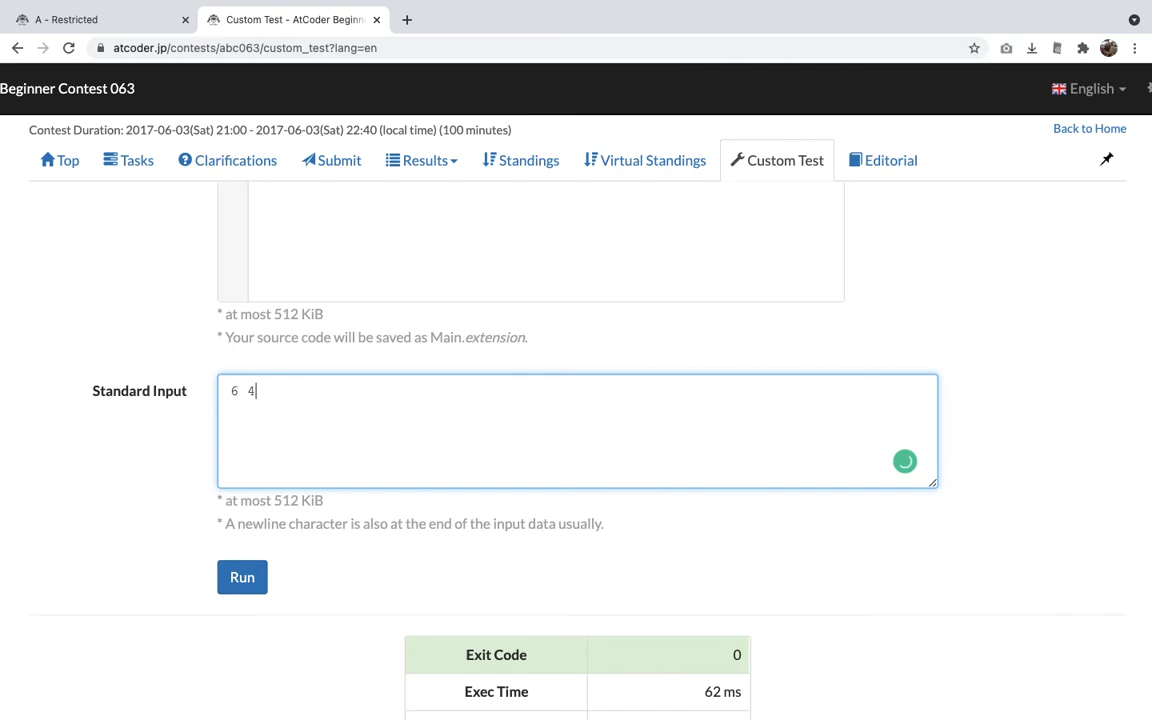 A - Restricted
Custom Test - AtCoder Beginn
atcoder.jp/contests/abc063/custom_test?lang=en
Beginner Contest 063
English
Contest Duration: 2017-06-03(Sat) 21:00 - 2017-06-03(Sat) 22:40 (local time) (100 minutes)
Back to Home
Top
Tasks
Clarifications
Submit
Results
Standings
Virtual Standings
Custom Test
Editorial
* at most 512 KiB
* Your source code will be saved as Main.extension.
Standard Input
6 4
* at most 512 KiB
* A newline character is also at the end of the input data usually.
Run
Exit Code 0
Exec Time 62 ms